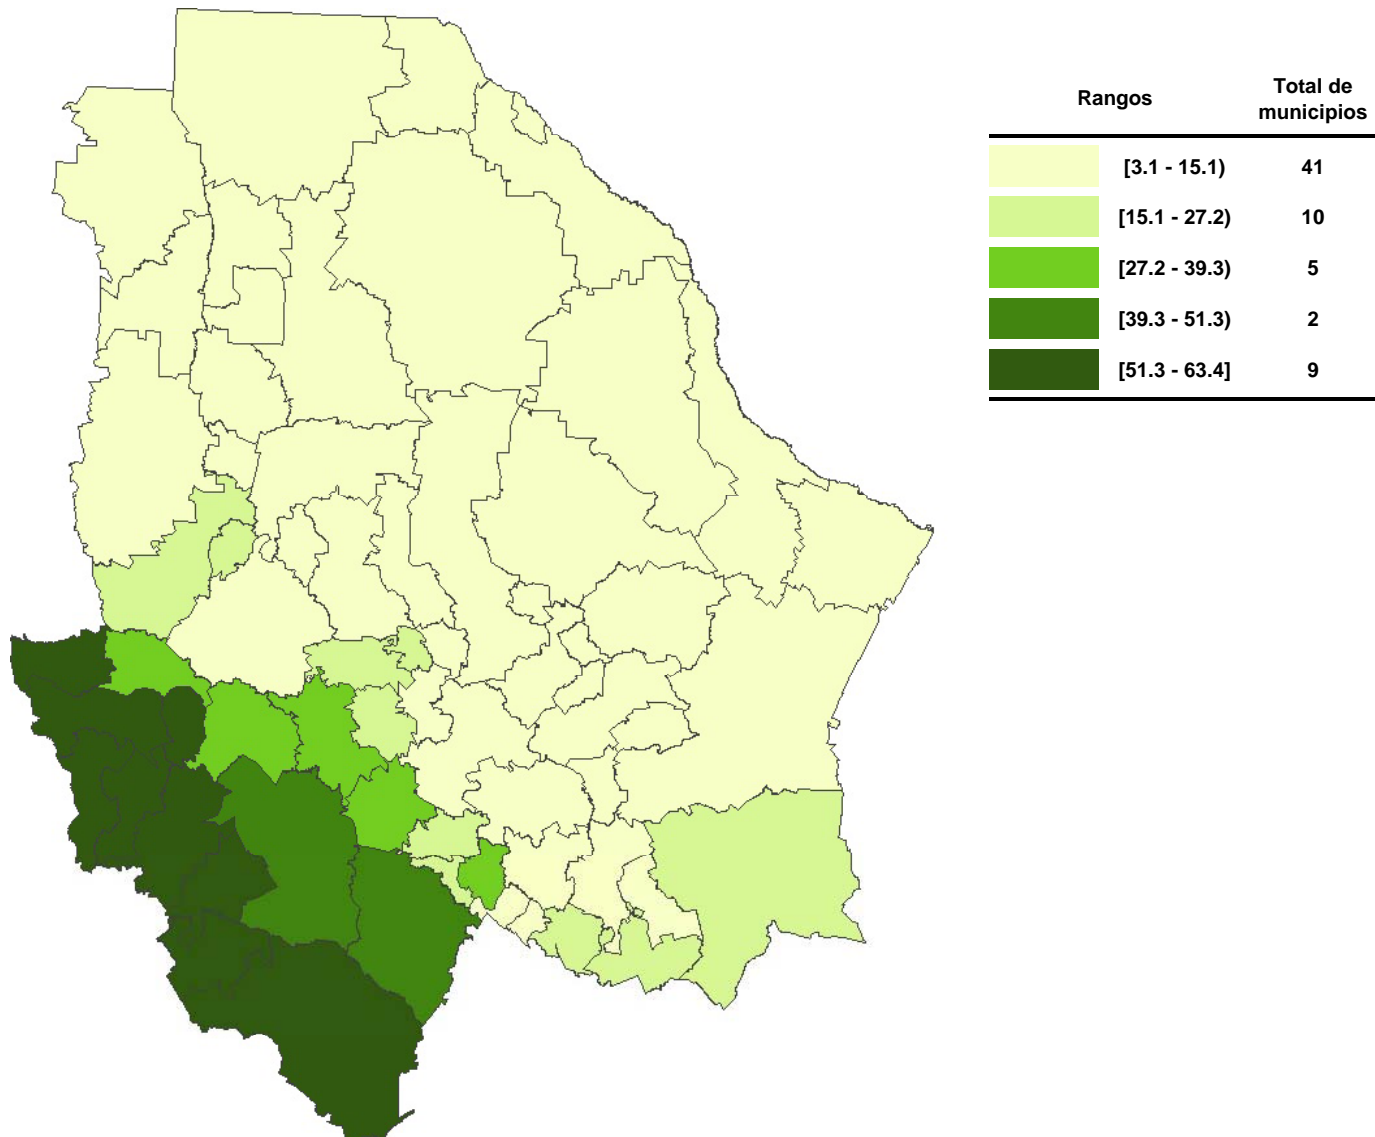 Rangos Total de municipios
[3.1 - 15.1) 41
[15.1 - 27.2) 10
[27.2 - 39.3) 5
[39.3 - 51.3) 2
[51.3 - 63.4] 9